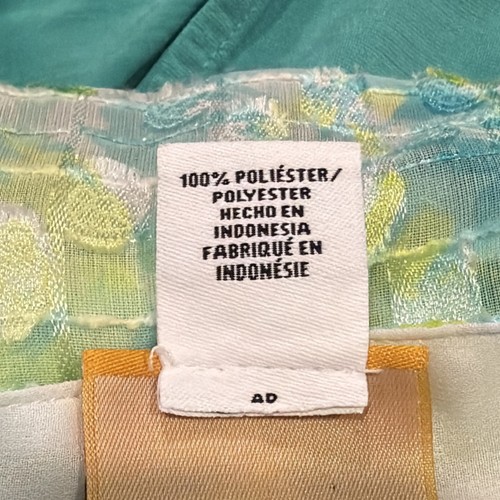 100% POLIÉSTER/
POLYESTER
HECHO EN
INDONESIA
FABRIQUÉ EN
INDONÉSIE
AD